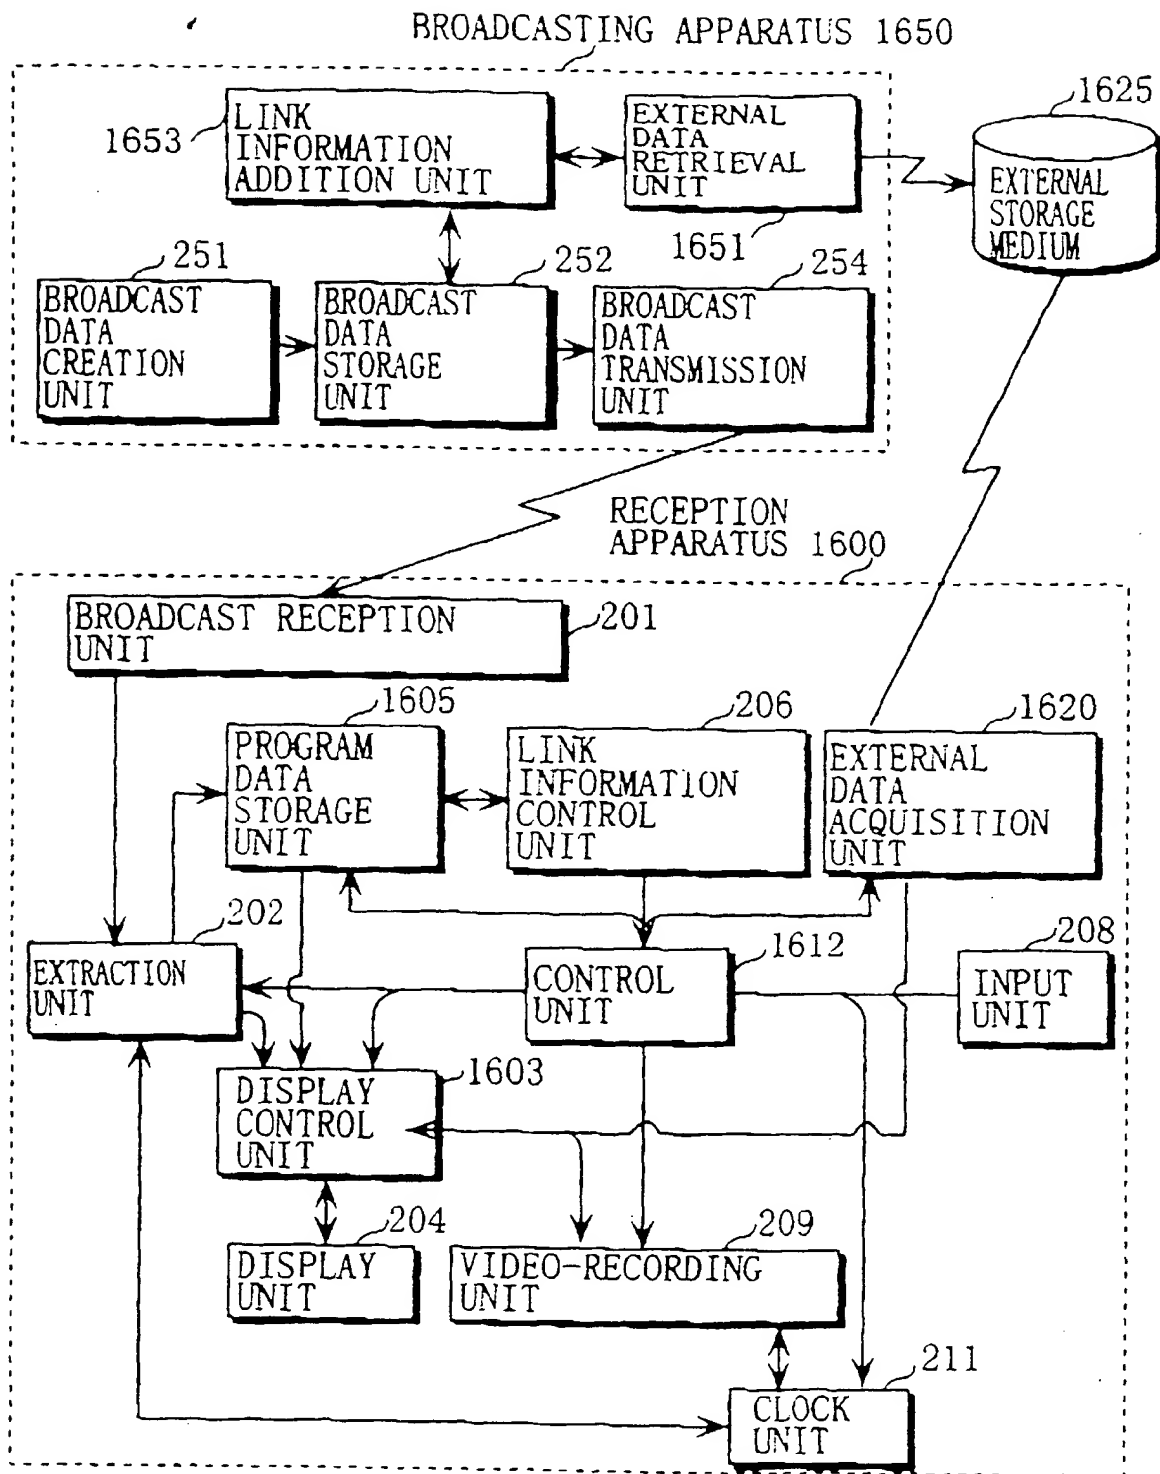 BROADCASTING APPARATUS 1650
1653
LINK
INFORMATION
ADDITION UNIT
EXTERNAL
DATA
RETRIEVAL
UNIT
1651
1625
EXTERNAL
STORAGE
MEDIUM
251
BROADCAST
DATA
CREATION
UNIT
252
BROADCAST
DATA
STORAGE
UNIT
254
BROADCAST
DATA
TRANSMISSION
UNIT
RECEPTION
APPARATUS 1600
BROADCAST RECEPTION
UNIT
201
1605
PROGRAM
DATA
STORAGE
UNIT
206
LINK
INFORMATION
CONTROL
UNIT
1620
EXTERNAL
DATA
ACQUISITION
UNIT
202
EXTRACTION
UNIT
1612
CONTROL
UNIT
208
INPUT
UNIT
1603
DISPLAY
CONTROL
UNIT
204
DISPLAY
UNIT
209
VIDEO-RECORDING
UNIT
211
CLOCK
UNIT